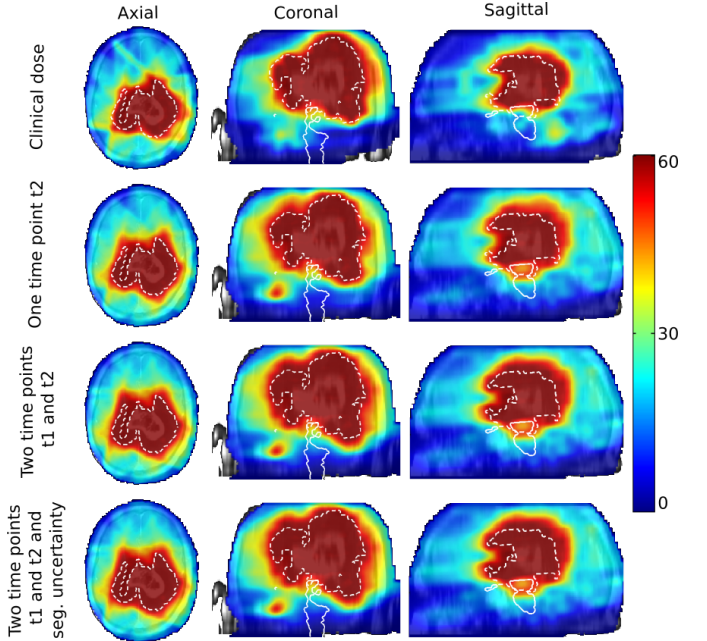 Axial
Coronal
Sagittal
Clinical dose
One time point t2
Two time points
t1 and t2
Two time points
t1 and t2 and
seg. uncertainty
60
30
0